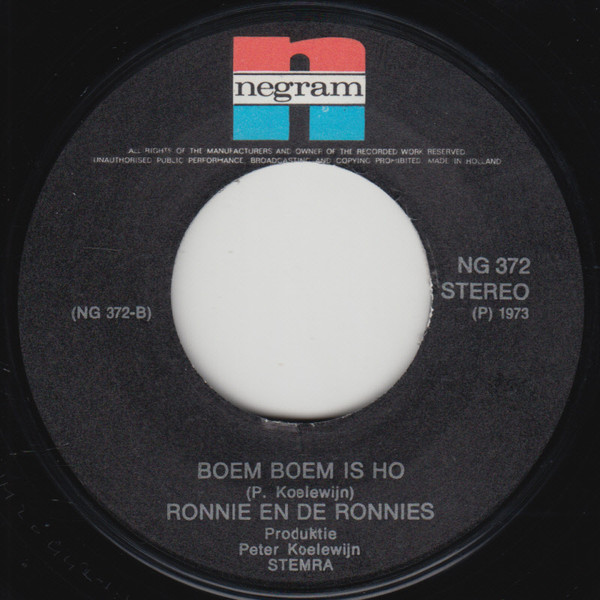 negram
ALL RIGHTS OF THE MANUFACTURERS AND OWNER OF THE RECORDED WORK RESERVED
UNAUTHORISED PUBLIC PERFORMANCE, BROADCASTING AND COPYING PROHIBITED. MADE IN HOLLAND
NG 372
STEREO
(NG 372-B)
(P) 1973
BOEM BOEM IS HO
(P. Koelewijn)
RONNIE EN DE RONNIES
Produktie
Peter Koelewijn
STEMRA